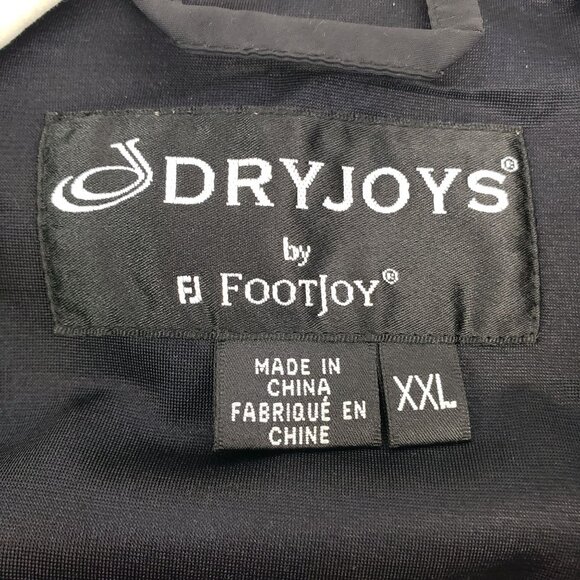 DRYJOYS®
by
FJ FOOTJOY®
MADE IN
CHINA
FABRIQUÉ EN
CHINE
XXL